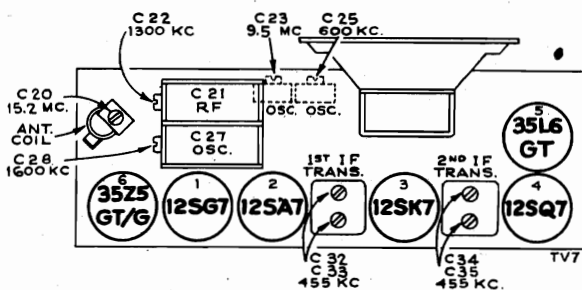 C 22
1300 KC
C 23
9.5 MC
C 25
600 KC.
C 20
15.2 MC.
ANT.
COIL
C 28
1600 KC
C 21
RF
C 27
OSC.
OSC.
OSC.
1ST IF
TRANS.
2ND IF
TRANS.
5
35L6
GT
6
35Z5
GT/G
1
12SG7
2
12SA7
3
12SK7
4
12SQ7
C 32
C 33
455 KC
C 34
C 35
455 KC.
TV7